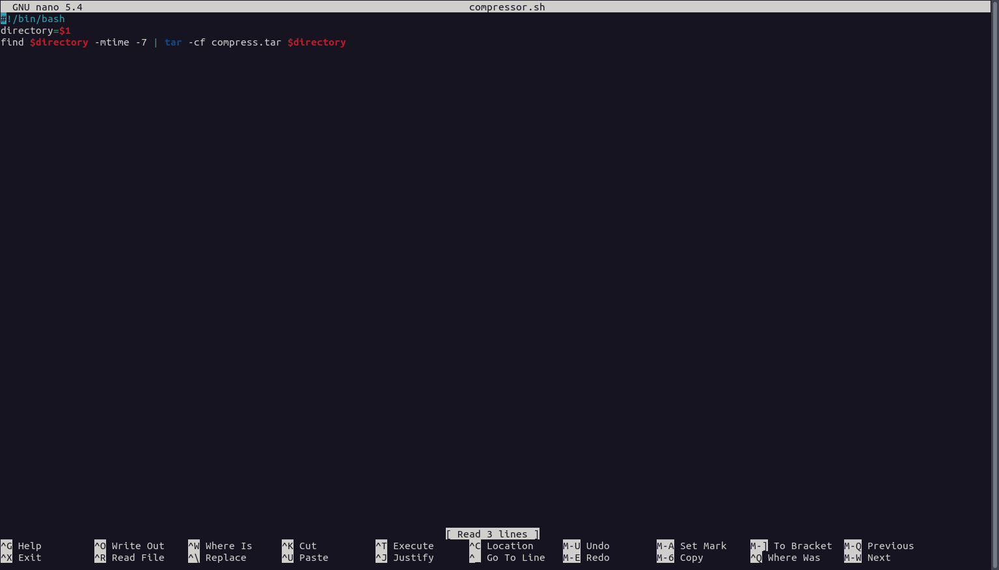 GNU nano 5.4 compressor.sh
#!/bin/bash
directory=$1
find $directory -mtime -7 | tar -cf compress.tar $directory
[ Read 3 lines ]
^G Help ^O Write Out ^W Where Is ^K Cut ^T Execute ^C Location M-U Undo M-A Set Mark M-] To Bracket M-Q Previous
^X Exit ^R Read File ^\ Replace ^U Paste ^J Justify ^_ Go To Line M-E Redo M-6 Copy ^Q Where Was M-W Next